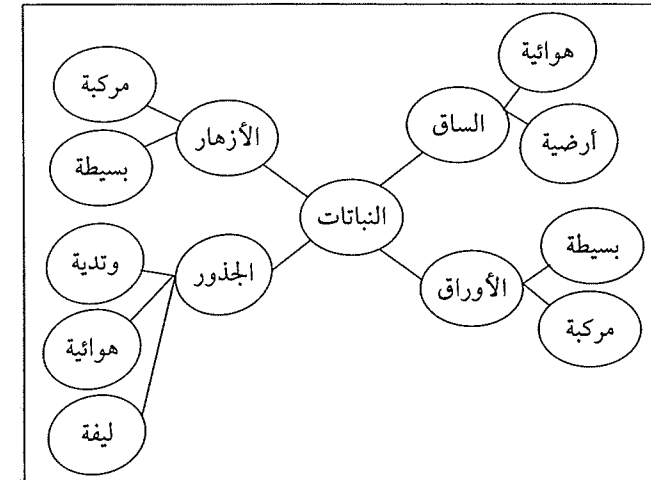 هوائية
الساق
أرضية
مركبة
الأزهار
بسيطة
النباتات
بسيطة
الأوراق
مركبة
وتدية
الجذور
هوائية
ليفة